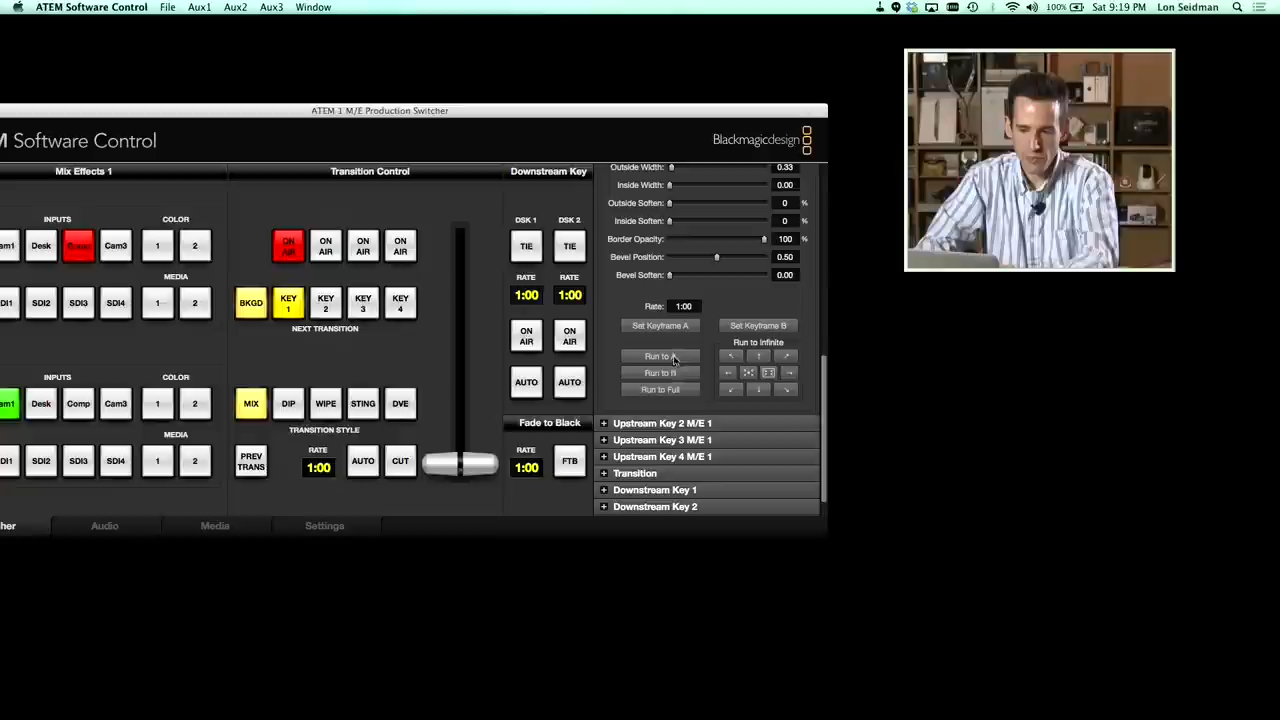 ATEM Software Control File Aux1 Aux2 Aux3 Window 100% Sat 9:19 PM Lon Seidman
ATEM 1 M/E Production Switcher
M Software Control
Blackmagicdesign
Mix Effects 1
Transition Control
Downstream Key
INPUTS
COLOR
am1 Desk Cam3 1 2
MEDIA
DI1 SDI2 SDI3 SDI4 1 2
INPUTS
COLOR
am1 Desk Comp Cam3 1 2
MEDIA
DI1 SDI2 SDI3 SDI4 1 2
ON AIR ON AIR ON AIR ON AIR
BKGD KEY 1 KEY 2 KEY 3 KEY 4
NEXT TRANSITION
MIX DIP WIPE STING DVE
TRANSITION STYLE
PREV TRANS RATE 1:00 AUTO CUT
DSK 1 DSK 2
TIE TIE
RATE RATE
1:00 1:00
ON AIR ON AIR
AUTO AUTO
Fade to Black
RATE
1:00 FTB
Outside Width: 0.33
Inside Width: 0.00
Outside Soften: 0 %
Inside Soften: 0 %
Border Opacity: 100 %
Bevel Position: 0.50
Bevel Soften: 0.00
Rate: 1:00
Set Keyframe A Set Keyframe B
Run to Infinite
Run to A
Run to B
Run to Full
Upstream Key 2 M/E 1
Upstream Key 3 M/E 1
Upstream Key 4 M/E 1
Transition
Downstream Key 1
Downstream Key 2
her Audio Media Settings